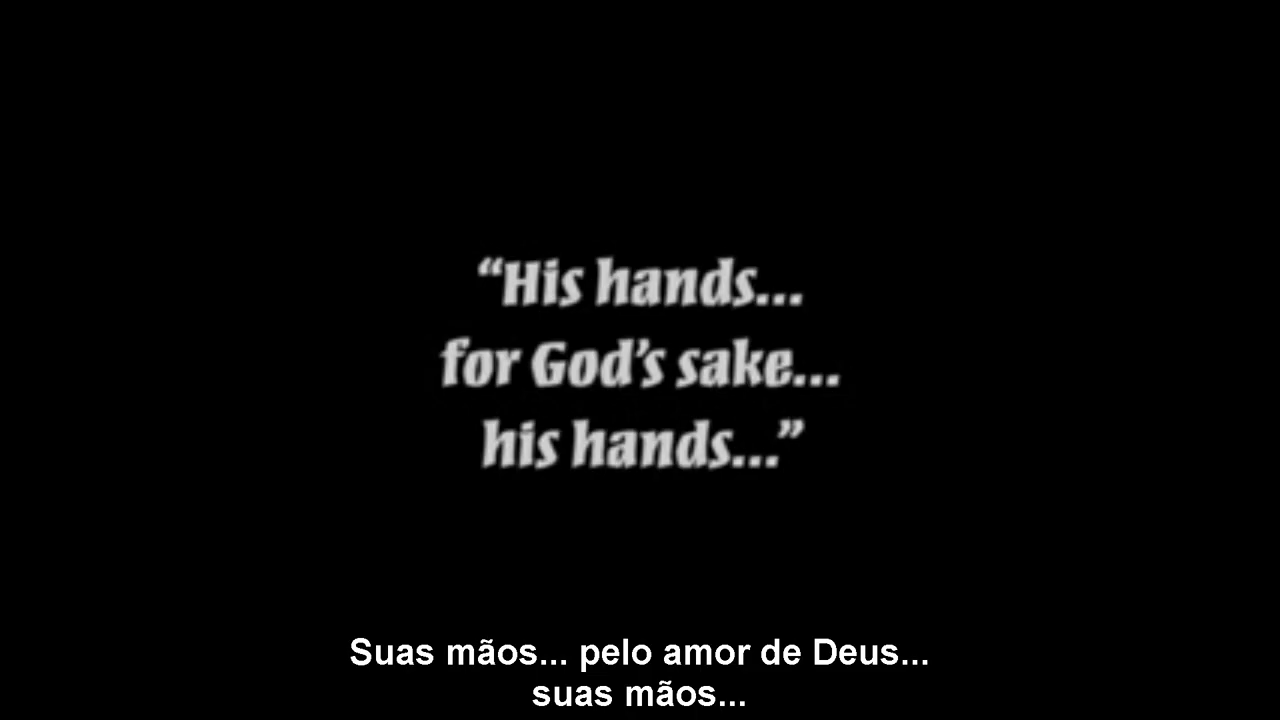 “His hands...
for God’s sake...
his hands...”
Suas mãos... pelo amor de Deus...
suas mãos...